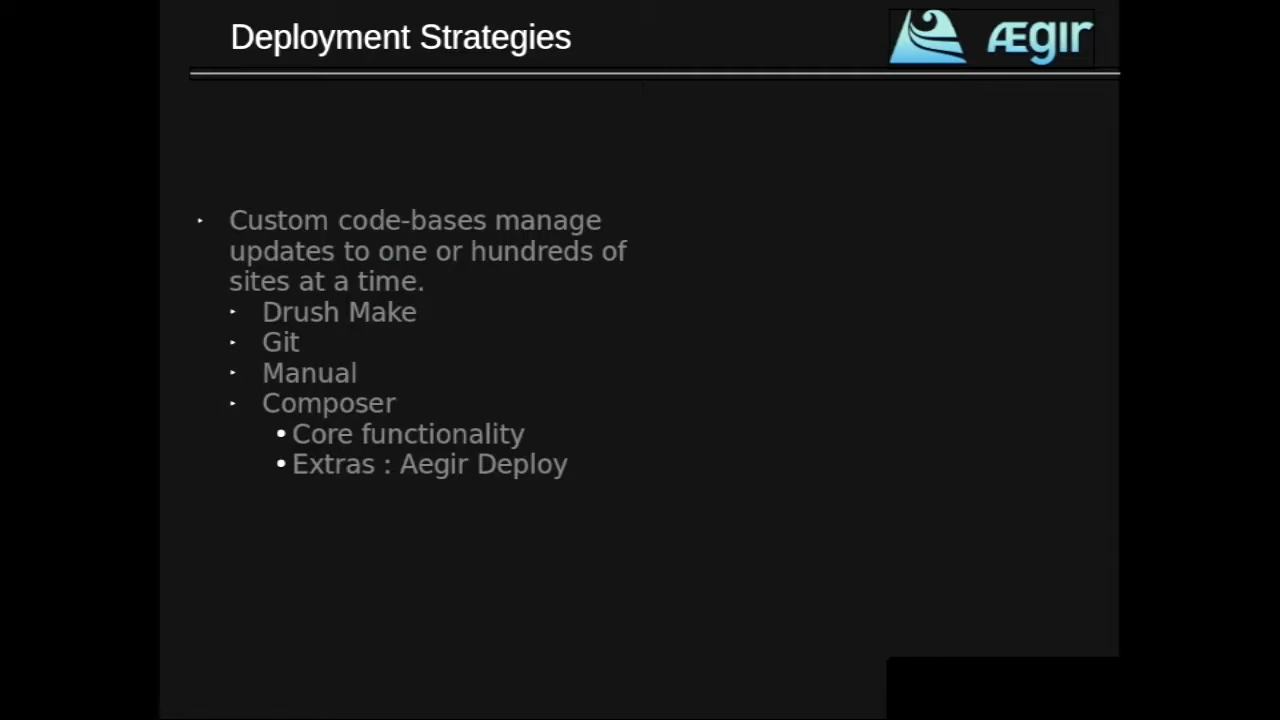 Deployment Strategies
ÆGIR
Custom code-bases manage
updates to one or hundreds of
sites at a time.
Drush Make
Git
Manual
Composer
Core functionality
Extras : Aegir Deploy